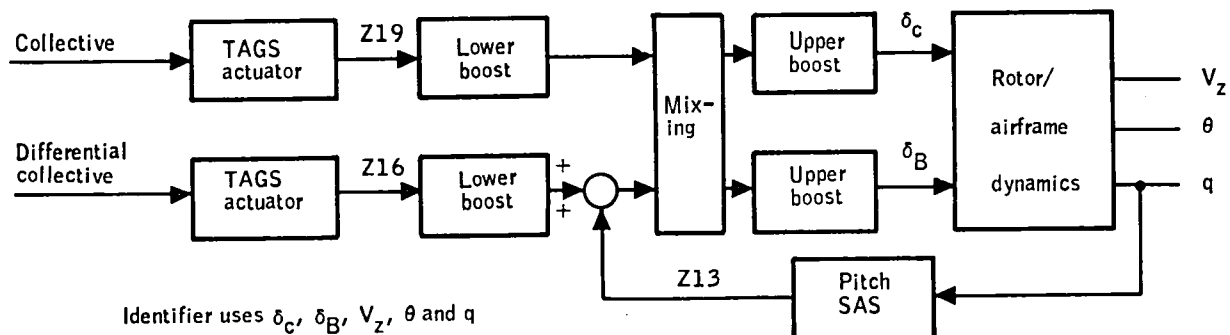 Collective
TAGS
actuator
Z19
Lower
boost
Mix-
ing
Upper
boost
δc
Rotor/
airframe
dynamics
Vz
θ
q
Differential
collective
TAGS
actuator
Z16
Lower
boost
+
+
Upper
boost
δB
Z13
Pitch
SAS
Identifier uses δc, δB, Vz, θ and q